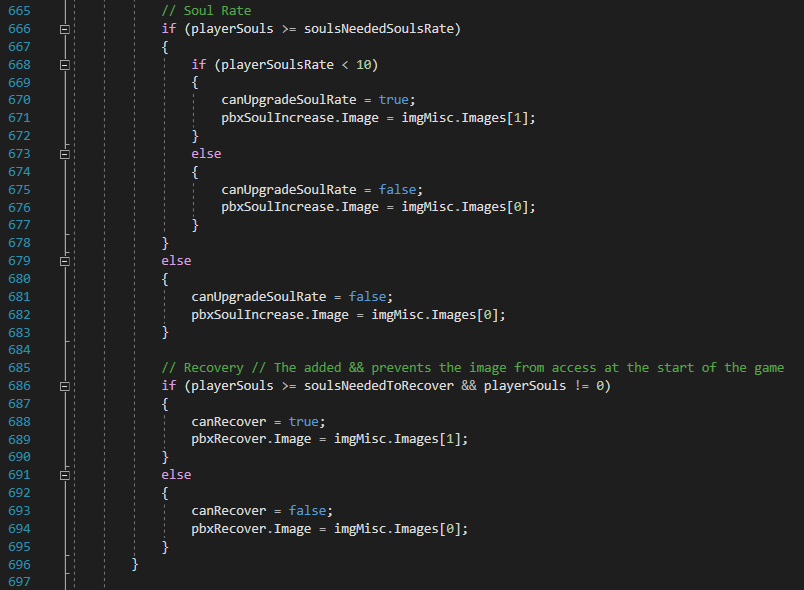 665 // Soul Rate
666 if (playerSouls >= soulsNeededSoulsRate)
667 {
668 if (playerSoulsRate < 10)
669 {
670 canUpgradeSoulRate = true;
671 pbxSoulIncrease.Image = imgMisc.Images[1];
672 }
673 else
674 {
675 canUpgradeSoulRate = false;
676 pbxSoulIncrease.Image = imgMisc.Images[0];
677 }
678 }
679 else
680 {
681 canUpgradeSoulRate = false;
682 pbxSoulIncrease.Image = imgMisc.Images[0];
683 }
684
685 // Recovery // The added && prevents the image from access at the start of the game
686 if (playerSouls >= soulsNeededToRecover && playerSouls != 0)
687 {
688 canRecover = true;
689 pbxRecover.Image = imgMisc.Images[1];
690 }
691 else
692 {
693 canRecover = false;
694 pbxRecover.Image = imgMisc.Images[0];
695 }
696 }
697